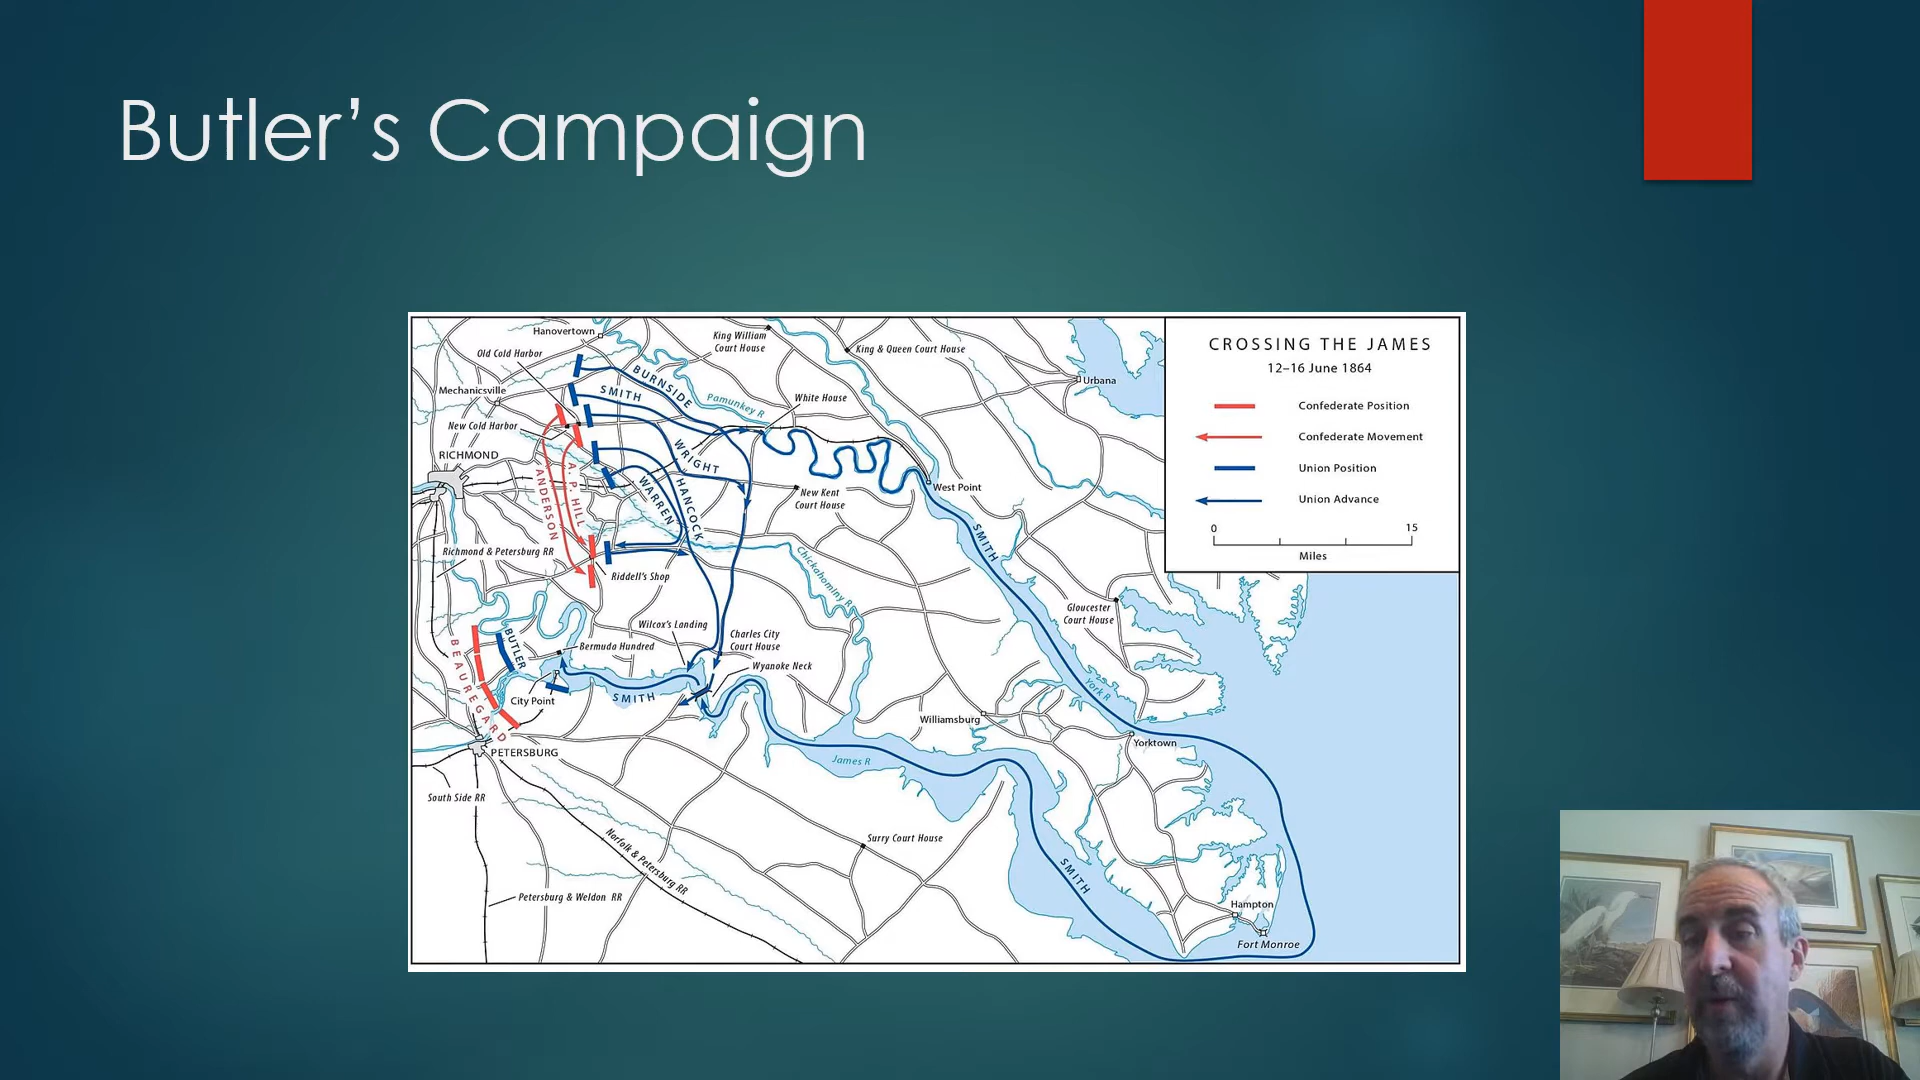 Butler’s Campaign
CROSSING THE JAMES
12–16 June 1864
Confederate Position
Confederate Movement
Union Position
Union Advance
0
15
Miles
Hanovertown
King William
Court House
King & Queen Court House
Old Cold Harbor
Urbana
BURNSIDE
SMITH
Mechanicsville
Pamunkey R
White House
New Cold Harbor
RICHMOND
WRIGHT
A. P. HILL
ANDERSON
WARREN
HANCOCK
New Kent
Court House
West Point
SMITH
Richmond & Petersburg RR
Riddell’s Shop
Chickahominy R
Gloucester
Court House
Wilcox’s Landing
Charles City
Court House
BEAUREGARD
BUTLER
Bermuda Hundred
Wyanoke Neck
City Point
SMITH
York R
Williamsburg
Yorktown
PETERSBURG
James R
South Side RR
Norfolk & Petersburg RR
Surry Court House
SMITH
Petersburg & Weldon RR
Hampton
Fort Monroe